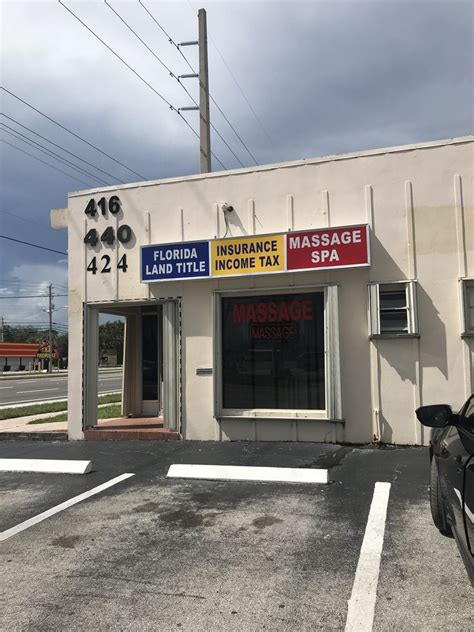 416
440
424
FLORIDA
LAND TITLE
INSURANCE
INCOME TAX
MASSAGE
SPA
MASSAGE
MASSAGE